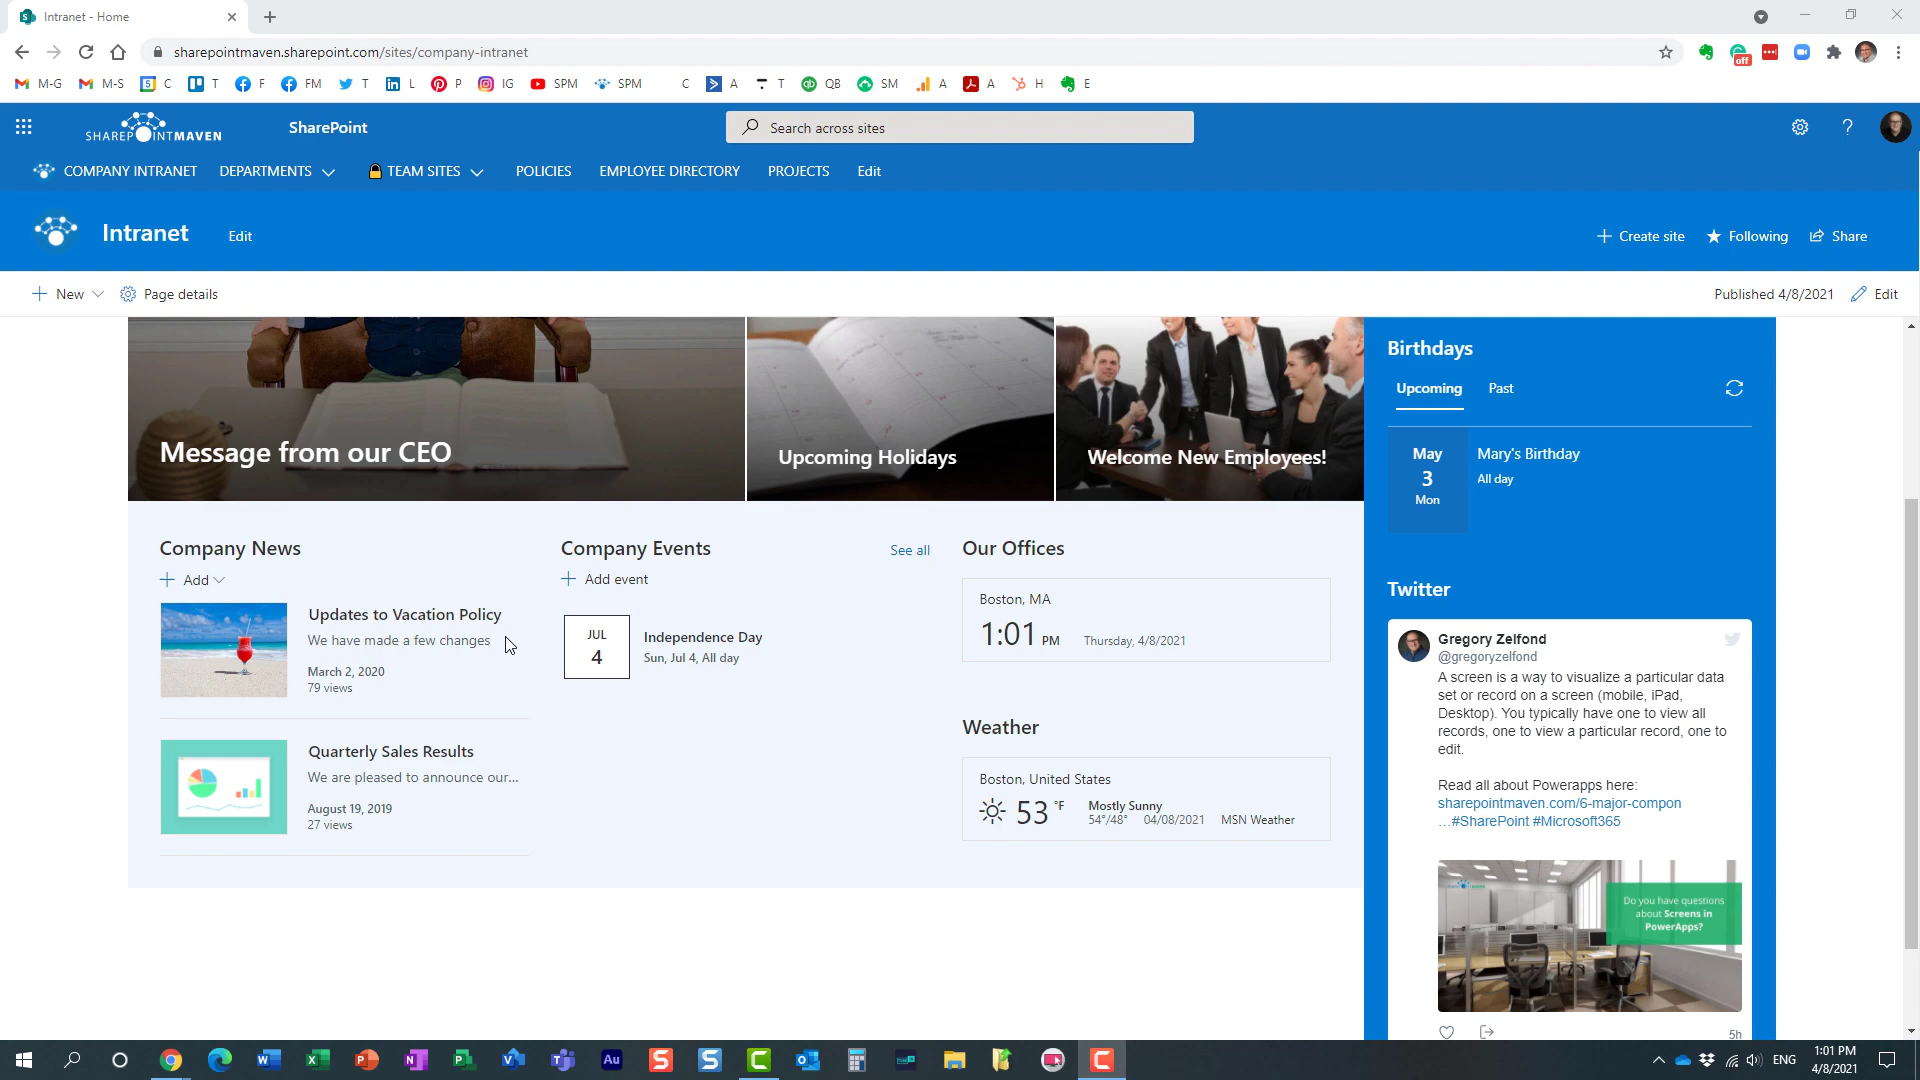 Intranet - Home
sharepointmaven.sharepoint.com/sites/company-intranet
off
M-G M-S C T F FM T L P IG SPM SPM C A T QB SM A A H E
SHAREPOINTMAVEN SharePoint Search across sites
COMPANY INTRANET DEPARTMENTS TEAM SITES POLICIES EMPLOYEE DIRECTORY PROJECTS Edit
Intranet Edit Create site Following Share
New Page details Published 4/8/2021 Edit
Message from our CEO
Upcoming Holidays
Welcome New Employees!
Company News
Add
Updates to Vacation Policy
We have made a few changes
March 2, 2020
79 views
Quarterly Sales Results
We are pleased to announce our...
August 19, 2019
27 views
Company Events See all
Add event
JUL
4
Independence Day
Sun, Jul 4, All day
Our Offices
Boston, MA
1:01 PM Thursday, 4/8/2021
Weather
Boston, United States
53 °F Mostly Sunny
54°/48° 04/08/2021 MSN Weather
Birthdays
Upcoming Past
May
3
Mon
Mary's Birthday
All day
Twitter
Gregory Zelfond
@gregoryzelfond
A screen is a way to visualize a particular data
set or record on a screen (mobile, iPad,
Desktop). You typically have one to view all
records, one to view a particular record, one to
edit.
Read all about Powerapps here:
sharepointmaven.com/6-major-compon
…#SharePoint #Microsoft365
Do you have questions
about Screens in
PowerApps?
5h
ENG
1:01 PM
4/8/2021